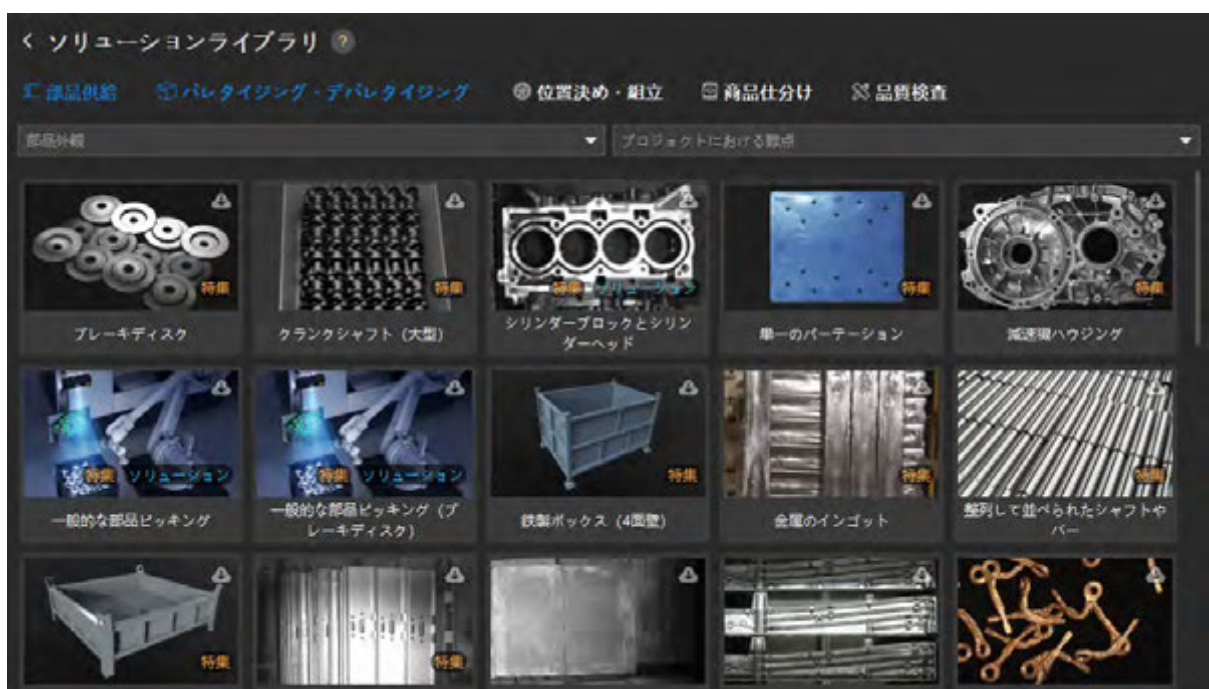 ソリューションライブラリ ?
部品供給 パレタイジング・デパレタイジング 位置決め・組立 商品仕分け 品質検査
部品外観 プロジェクトにおける難点
特集 特集 特集 ソリューション 特集 特集
ブレーキディスク クランクシャフト (大型) シリンダーブロックとシリンダーヘッド 単一のパーテーション 減速機ハウジング
特集 ソリューション 特集 ソリューション 特集 特集 特集
一般的な部品ピッキング 一般的な部品ピッキング (ブレーキディスク) 鉄製ボックス (4面壁) 金属のインゴット 整列して並べられたシャフトやバー
特集 特集